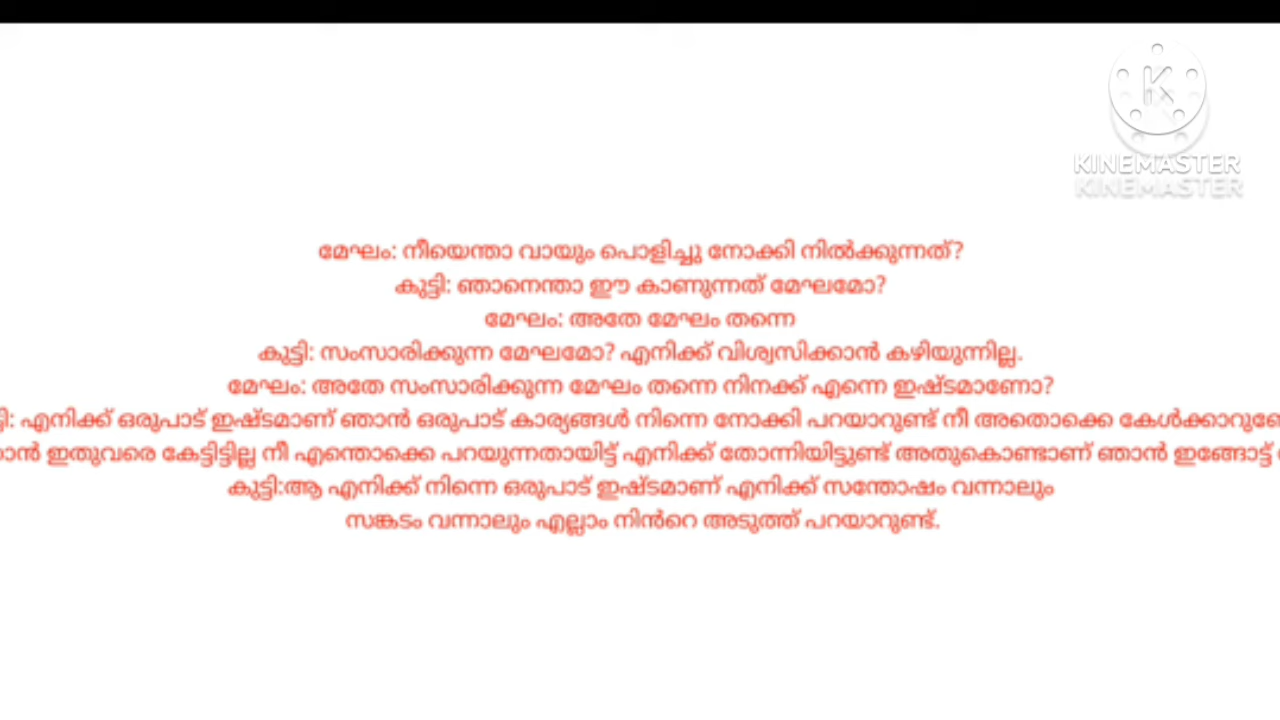 KINEMASTER
മേഘം: നീയെന്താ വായും പൊളിച്ചു നോക്കി നിൽക്കുന്നത്?
കുട്ടി: ഞാനെന്താ ഈ കാണുന്നത് മേഘമോ?
മേഘം: അതേ മേഘം തന്നെ
കുട്ടി: സംസാരിക്കുന്ന മേഘമോ? എനിക്ക് വിശ്വസിക്കാൻ കഴിയുന്നില്ല.
മേഘം: അതേ സംസാരിക്കുന്ന മേഘം തന്നെ നിനക്ക് എന്നെ ഇഷ്ടമാണോ?
എനിക്ക് ഒരുപാട് ഇഷ്ടമാണ് ഞാൻ ഒരുപാട് കാര്യങ്ങൾ നിന്നെ നോക്കി പറയാറുണ്ട് നീ അതൊക്കെ
ഇതുവരെ കേട്ടിട്ടില്ല നീ എന്തൊക്കെ പറയുന്നതായിട്ട് എനിക്ക് തോന്നിയിട്ടുണ്ട് അതുകൊണ്ടാണ് ഞാൻ ഇങ്ങോട്ട്
കുട്ടി:ആ എനിക്ക് നിന്നെ ഒരുപാട് ഇഷ്ടമാണ് എനിക്ക് സന്തോഷം വന്നാലും
സങ്കടം വന്നാലും എല്ലാം നിൻറെ അടുത്ത് പറയാറുണ്ട്.